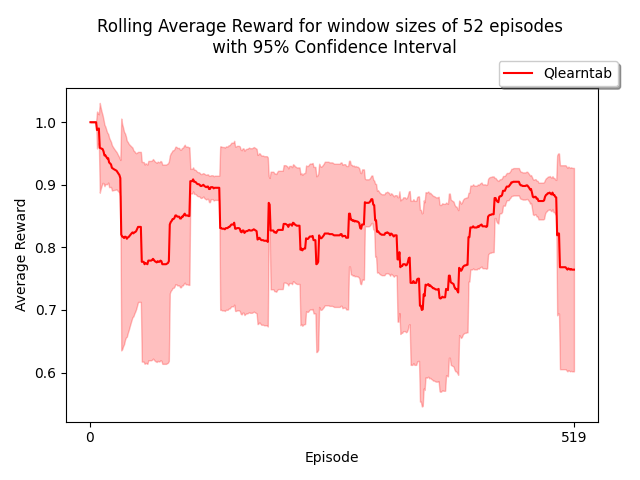 Rolling Average Reward for window sizes of 52 episodes
with 95% Confidence Interval
Qlearntab
1.0
0.9
0.8
0.7
0.6
Average Reward
0
519
Episode